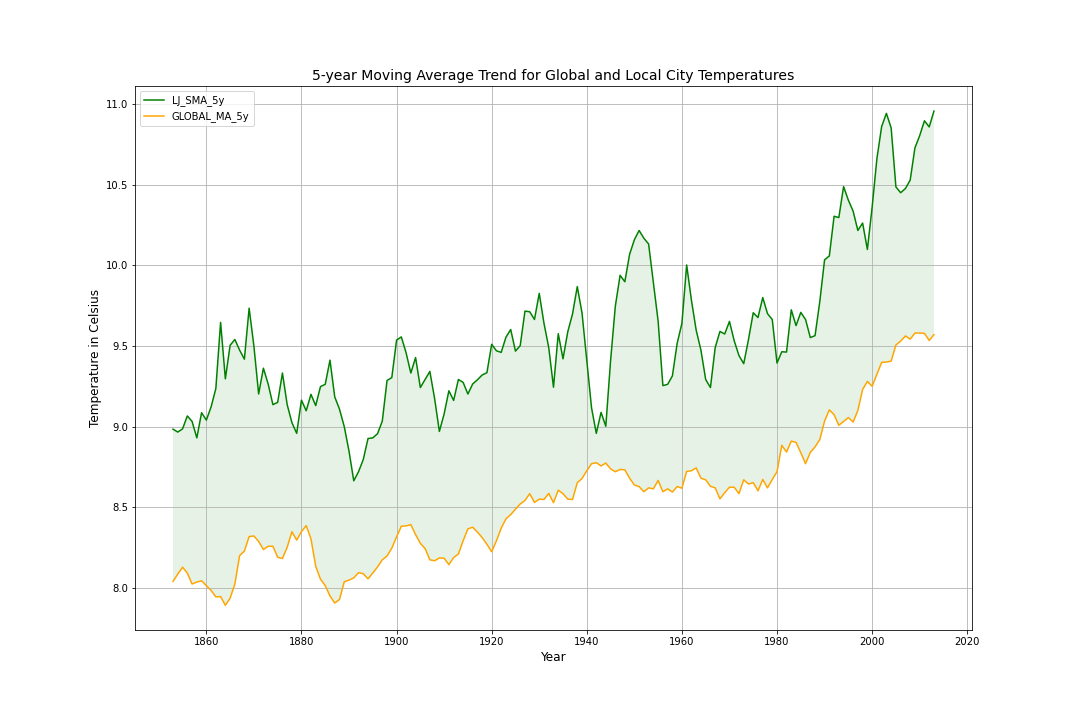 5-year Moving Average Trend for Global and Local City Temperatures
LJ_SMA_5y
GLOBAL_MA_5y
Temperature in Celsius
11.0
10.5
10.0
9.5
9.0
8.5
8.0
1860 1880 1900 1920 1940 1960 1980 2000 2020
Year